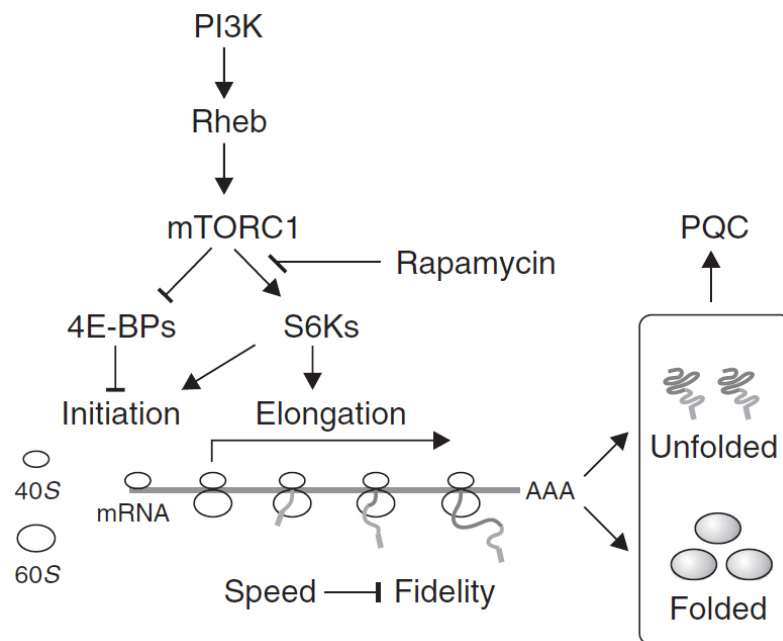 PI3K
Rheb
mTORC1
PQC
Rapamycin
4E-BPs
S6Ks
Initiation
Elongation
Unfolded
40S
mRNA
AAA
60S
Speed
Fidelity
Folded